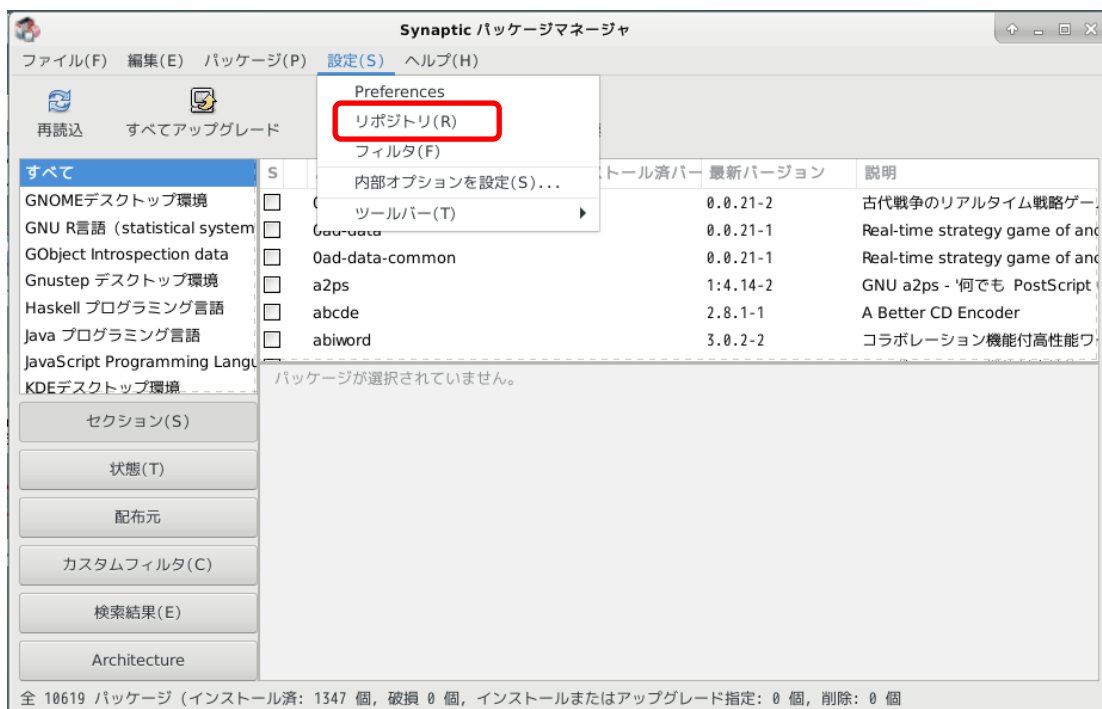 Synaptic パッケージマネージャ
ファイル(F) 編集(E) パッケージ(P) 設定(S) ヘルプ(H)
再読込 すべてアップグレード
Preferences
リポジトリ(R)
フィルタ(F)
内部オプションを設定(S)...
ツールバー(T)
すべて
GNOMEデスクトップ環境
GNU R言語 (statistical system
GObject Introspection data
Gnustep デスクトップ環境
Haskell プログラミング言語
Java プログラミング言語
JavaScript Programming Langu
KDEデスクトップ環境
S トール済バー 最新バージョン 説明
0.0.21-2 古代戦争のリアルタイム戦略ゲー
0ad-data 0.0.21-1 Real-time strategy game of anc
0ad-data-common 0.0.21-1 Real-time strategy game of anc
a2ps 1:4.14-2 GNU a2ps - '何でも PostScript
abcde 2.8.1-1 A Better CD Encoder
abiword 3.0.2-2 コラボレーション機能付高性能ワ
パッケージが選択されていません。
セクション(S)
状態(T)
配布元
カスタムフィルタ(C)
検索結果(E)
Architecture
全 10619 パッケージ (インストール済: 1347 個, 破損 0 個, インストールまたはアップグレード指定: 0 個, 削除: 0 個